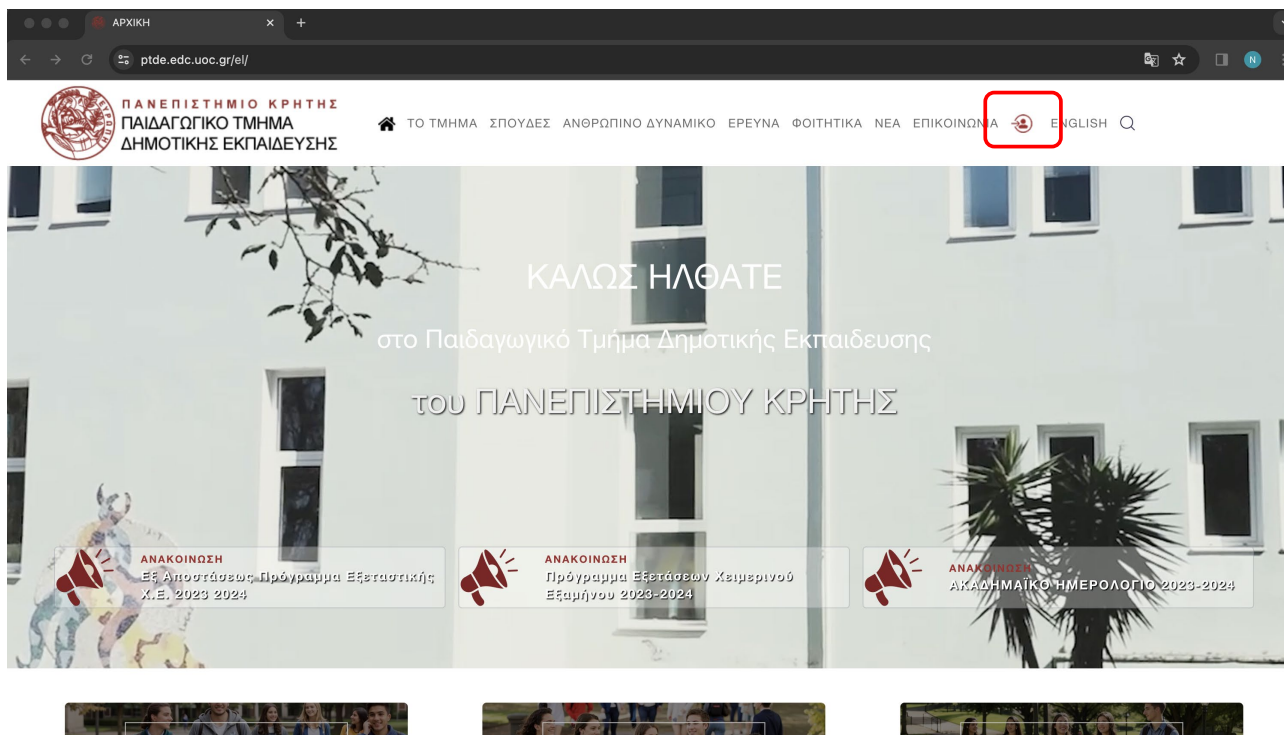 ΑΡΧΙΚΗ
ptde.edc.uoc.gr/el/
N
ΕΥΡΩΠΗ
ΠΑΝΕΠΙΣΤΗΜΙΟ ΚΡΗΤΗΣ
ΠΑΙΔΑΓΩΓΙΚΟ ΤΜΗΜΑ
ΔΗΜΟΤΙΚΗΣ ΕΚΠΑΙΔΕΥΣΗΣ
ΤΟ ΤΜΗΜΑ ΣΠΟΥΔΕΣ ΑΝΘΡΩΠΙΝΟ ΔΥΝΑΜΙΚΟ ΕΡΕΥΝΑ ΦΟΙΤΗΤΙΚΑ ΝΕΑ ΕΠΙΚΟΙΝΩΝΙΑ ENGLISH
ΚΑΛΩΣ ΗΛΘΑΤΕ
στο Παιδαγωγικό Τμήμα Δημοτικής Εκπαιδευσης
του ΠΑΝΕΠΙΣΤΗΜΙΟΥ ΚΡΗΤΗΣ
ΑΝΑΚΟΙΝΩΣΗ
Εξ Αποστάσεως Πρόγραμμα Εξεταστικής
Χ.Ε. 2023 2024
ΑΝΑΚΟΙΝΩΣΗ
Πρόγραμμα Εξετάσεων Χειμερινού
Εξαμήνου 2023-2024
ΑΝΑΚΟΙΝΩΣΗ
ΑΚΑΔΗΜΑΪΚΟ ΗΜΕΡΟΛΟΓΙΟ 2023-2024